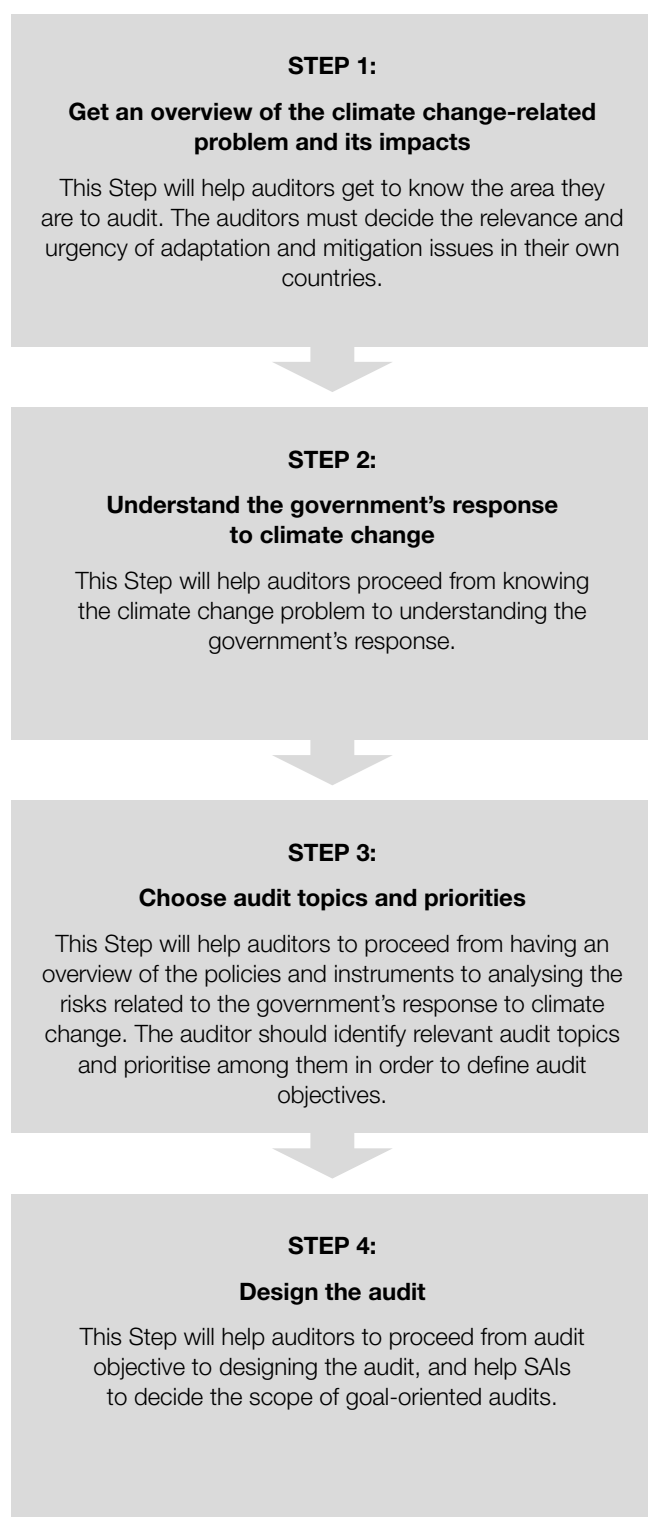 STEP 1:
Get an overview of the climate change-related
problem and its impacts
This Step will help auditors get to know the area they
are to audit. The auditors must decide the relevance and
urgency of adaptation and mitigation issues in their own
countries.
STEP 2:
Understand the government’s response
to climate change
This Step will help auditors proceed from knowing
the climate change problem to understanding the
government’s response.
STEP 3:
Choose audit topics and priorities
This Step will help auditors to proceed from having an
overview of the policies and instruments to analysing the
risks related to the government’s response to climate
change. The auditor should identify relevant audit topics
and prioritise among them in order to define audit
objectives.
STEP 4:
Design the audit
This Step will help auditors to proceed from audit
objective to designing the audit, and help SAIs
to decide the scope of goal-oriented audits.